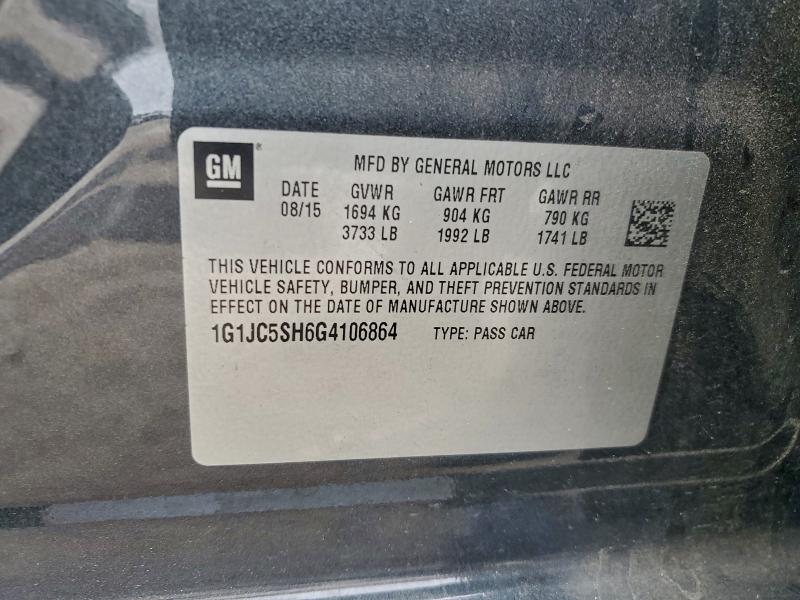 GM® MFD BY GENERAL MOTORS LLC
DATE GVWR GAWR FRT GAWR RR
08/15 1694 KG 904 KG 790 KG
3733 LB 1992 LB 1741 LB
THIS VEHICLE CONFORMS TO ALL APPLICABLE U.S. FEDERAL MOTOR
VEHICLE SAFETY, BUMPER, AND THEFT PREVENTION STANDARDS IN
EFFECT ON THE DATE OF MANUFACTURE SHOWN ABOVE.
1G1JC5SH6G4106864 TYPE: PASS CAR